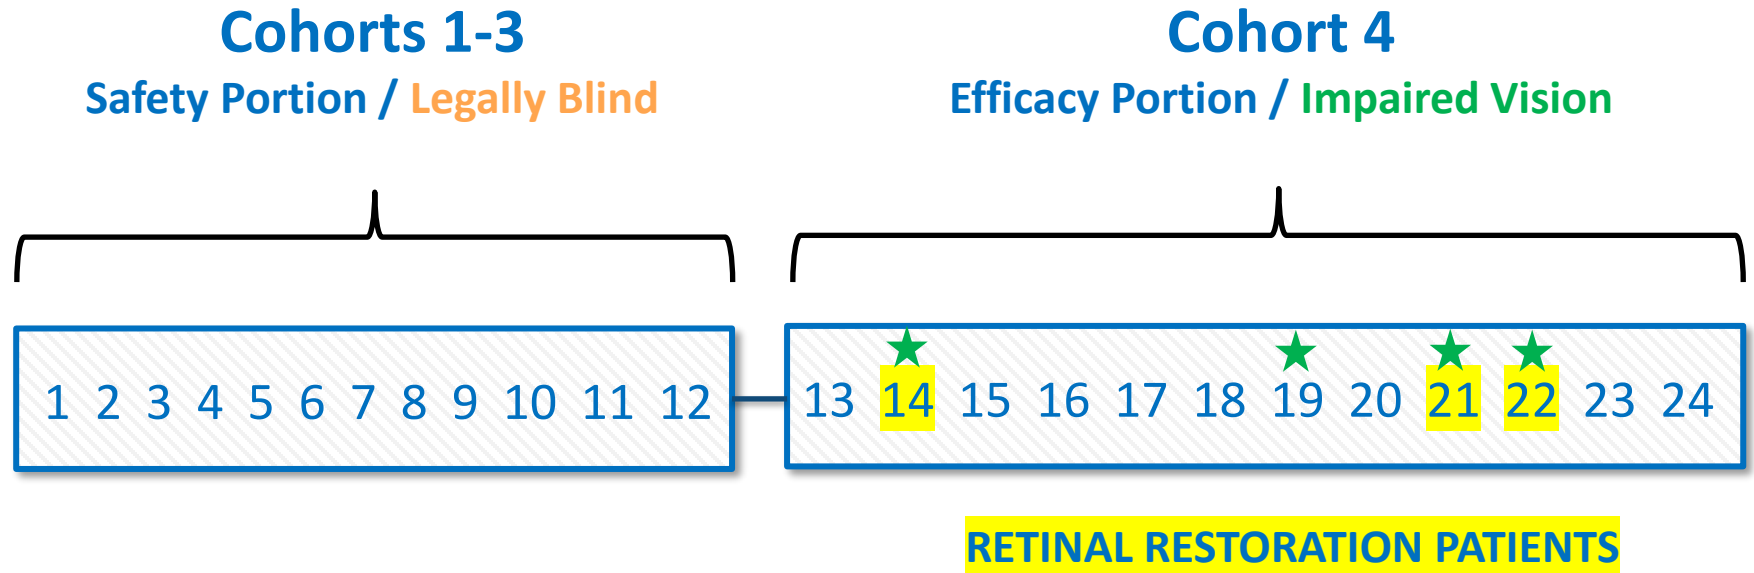 Cohorts 1-3
Safety Portion / Legally Blind
Cohort 4
Efficacy Portion / Impaired Vision
1 2 3 4 5 6 7 8 9 10 11 12
13 14 15 16 17 18 19 20 21 22 23 24
RETINAL RESTORATION PATIENTS